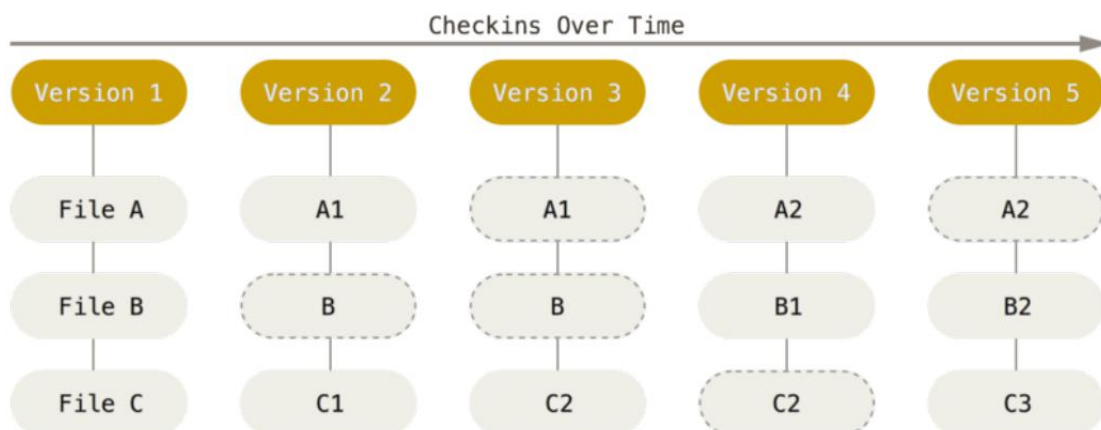 Checkins Over Time
Version 1 Version 2 Version 3 Version 4 Version 5
File A A1 A1 A2 A2
File B B B B1 B2
File C C1 C2 C2 C3